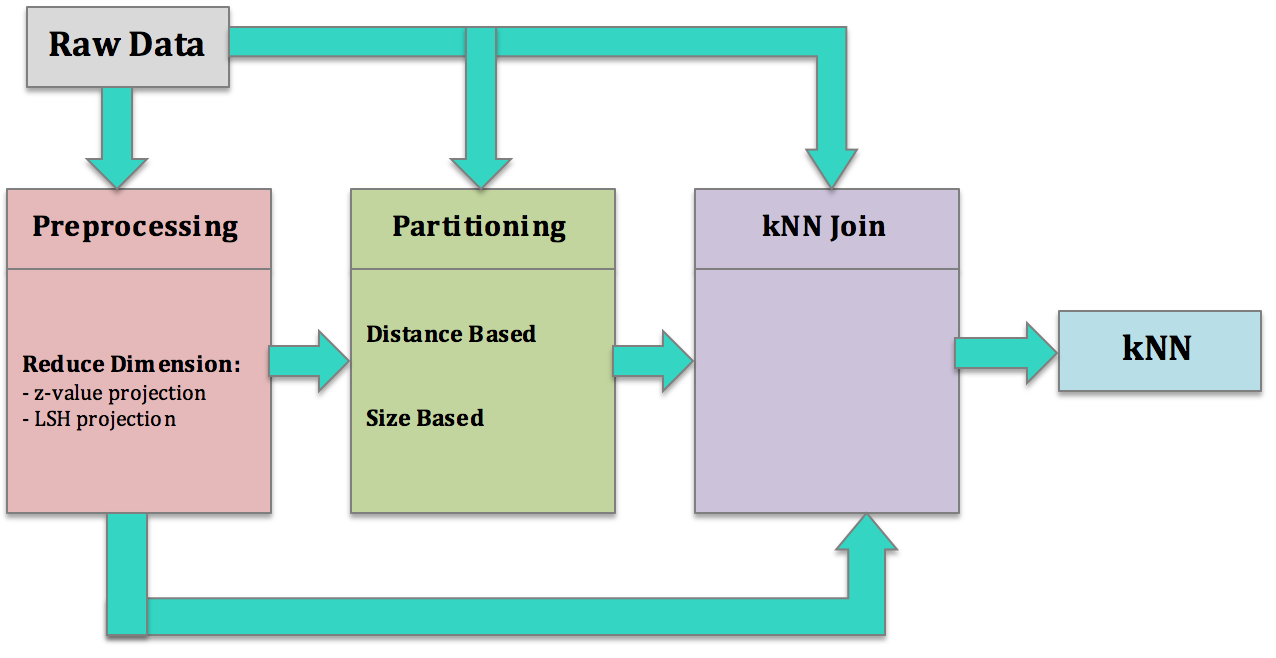 Raw Data
Preprocessing
Reduce Dimension:
- z-value projection
- LSH projection
Partitioning
Distance Based
Size Based
kNN Join
kNN